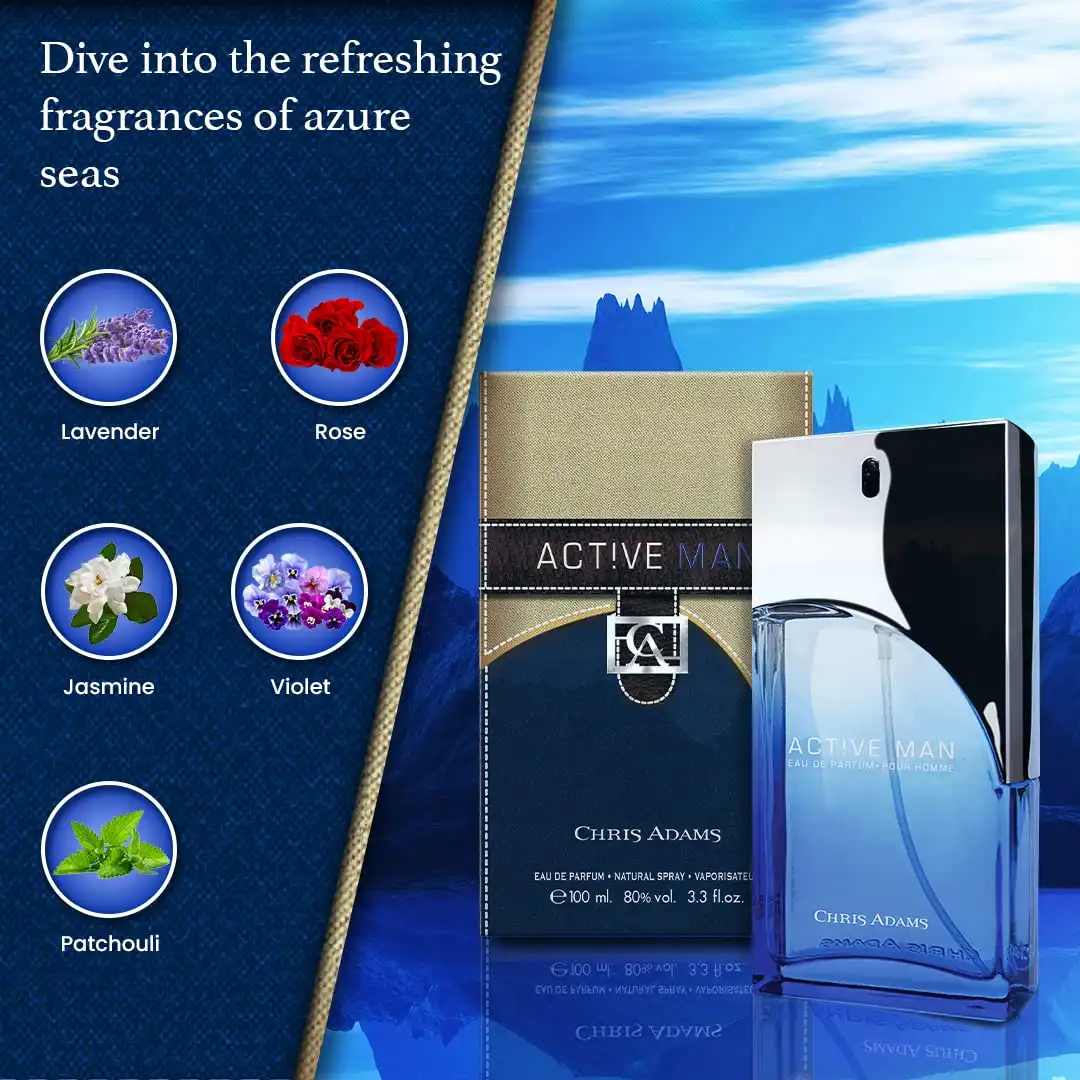 Dive into the refreshing
fragrances of azure
seas
Lavender
Rose
Jasmine
Violet
Patchouli
ACT!VE MAN
CA
CHRIS ADAMS
EAU DE PARFUM • NATURAL SPRAY • VAPORISATEU
℮100 ml. 80% vol. 3.3 fl.oz.
ACT!VE MAN
EAU DE PARFUM • POUR HOMME
CHRIS ADAMS